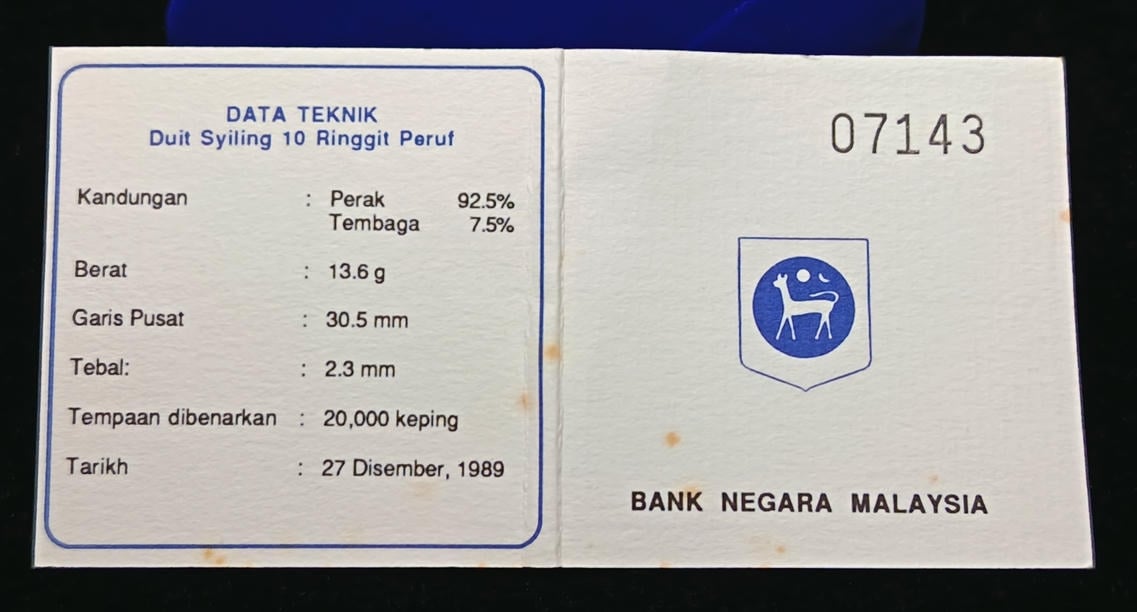 DATA TEKNIK
Duit Syiling 10 Ringgit Peruf
Kandungan : Perak 92.5%
Tembaga 7.5%
Berat : 13.6 g
Garis Pusat : 30.5 mm
Tebal: : 2.3 mm
Tempaan dibenarkan : 20,000 keping
Tarikh : 27 Disember, 1989
07143
BANK NEGARA MALAYSIA